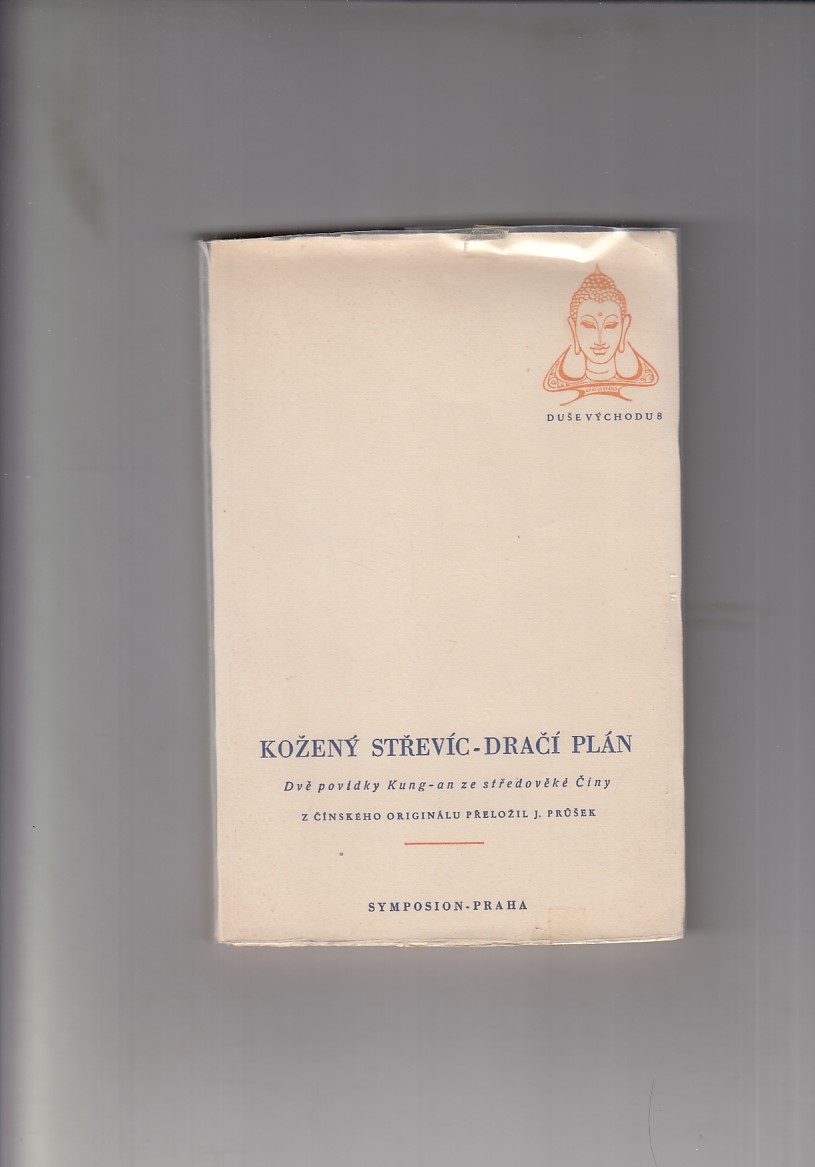 DUŠE VÝCHODU 8
KOŽENÝ STŘEVÍC-DRAČÍ PLÁN
Dvě povídky Kung-an ze středověké Číny
Z ČÍNSKÉHO ORIGINÁLU PŘELOŽIL J. PRŮŠEK
SYMPOSION-PRAHA